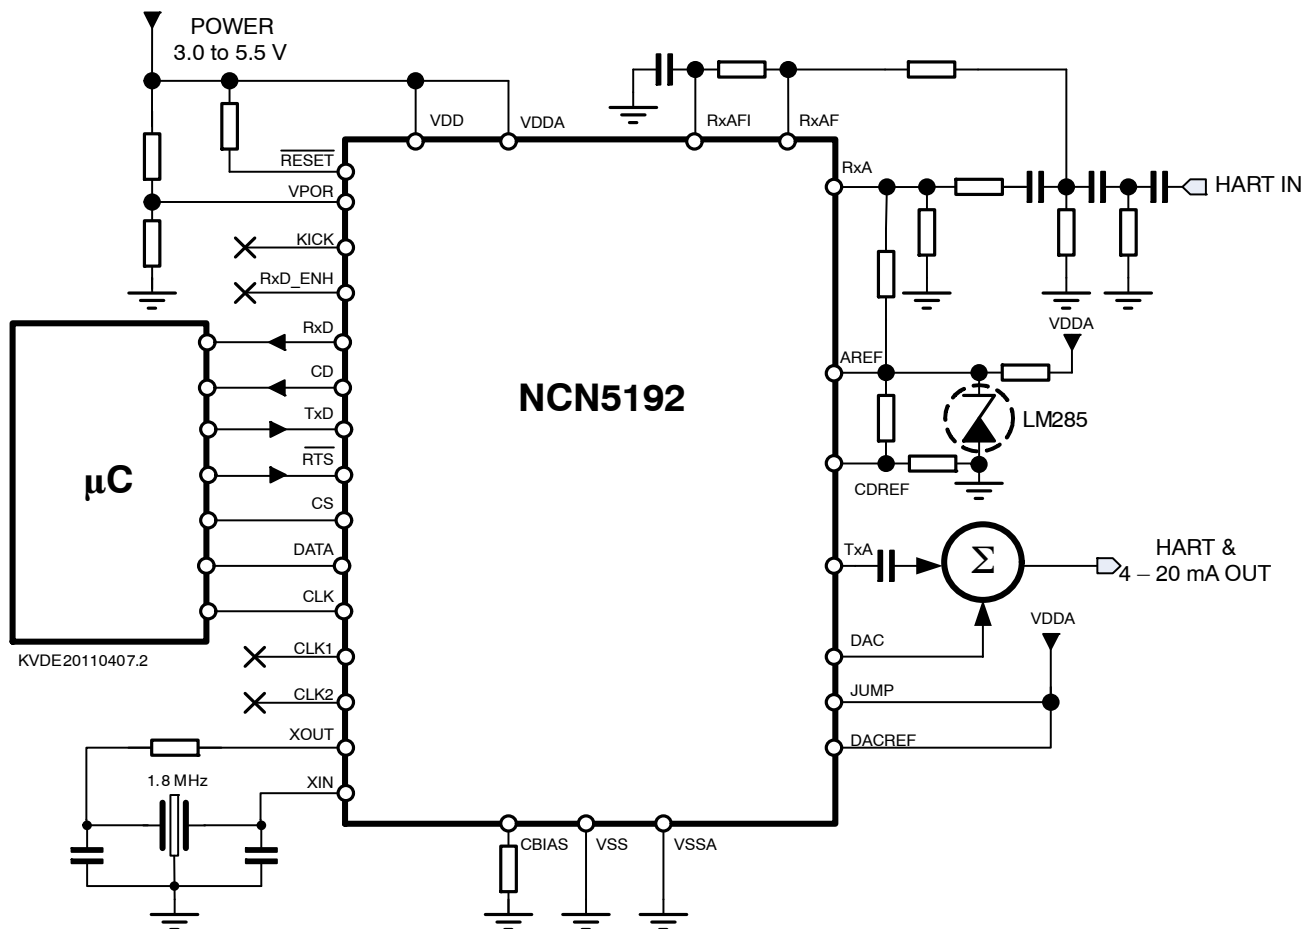 POWER
3.0 to 5.5 V
VDD
VDDA
RxAFI
RxAF
RESET
VPOR
KICK
RxD_ENH
RxD
CD
TxD
RTS
CS
DATA
CLK
CLK1
CLK2
XOUT
XIN
μC
KVDE20110407.2
1.8 MHz
NCN5192
RxA
HART IN
VDDA
AREF
LM285
CDREF
TxA
Σ
HART &
4 – 20 mA OUT
VDDA
DAC
JUMP
DACREF
CBIAS
VSS
VSSA